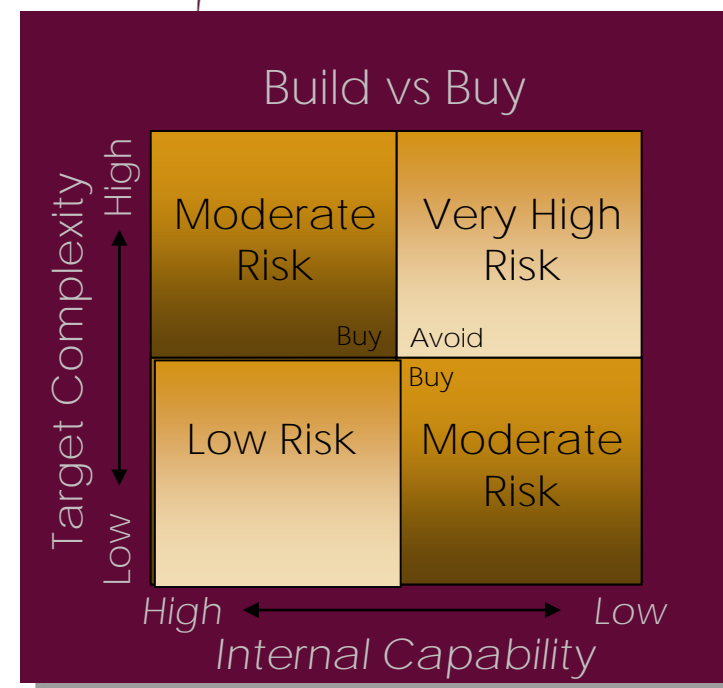 Build vs Buy
Target Complexity
High
Low
Moderate
Risk
Buy
Very High
Risk
Avoid
Low Risk
Buy
Moderate
Risk
High
Low
Internal Capability